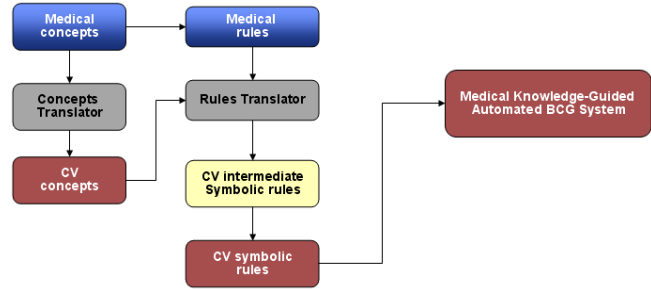 Medical
concepts
Medical
rules
Concepts
Translator
Rules Translator
Medical Knowledge-Guided
Automated BCG System
CV
concepts
CV intermediate
Symbolic rules
CV symbolic
rules